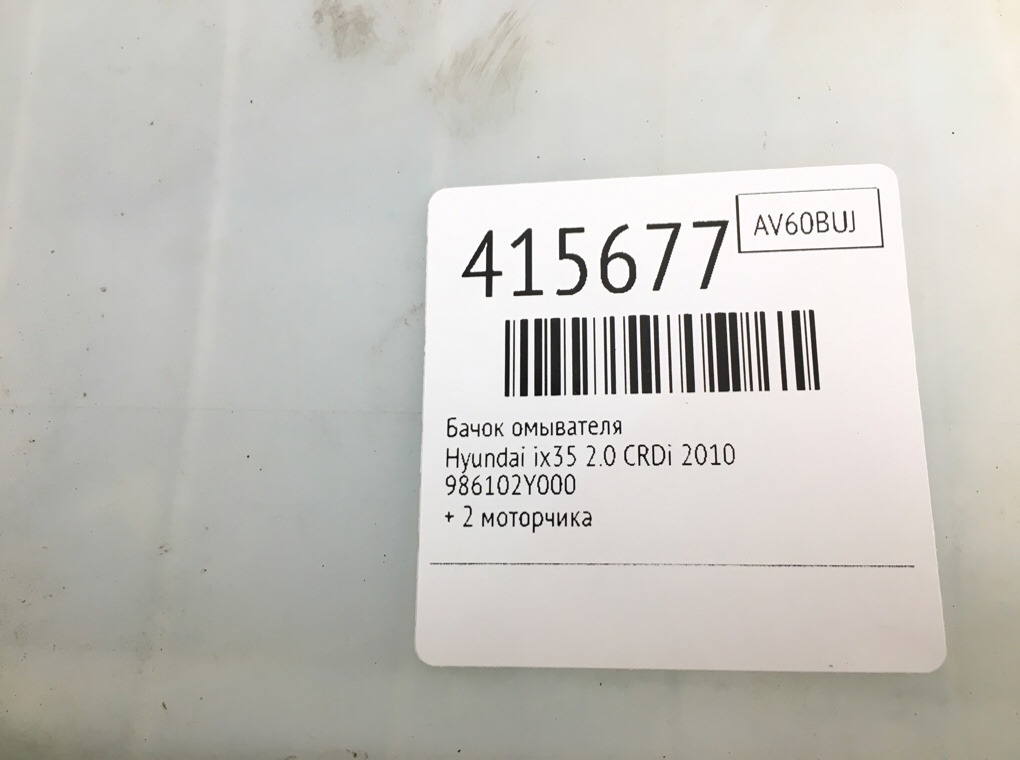 415677
AV60BUJ
Бачок омывателя
Hyundai ix35 2.0 CRDi 2010
986102Y000
+ 2 моторчика